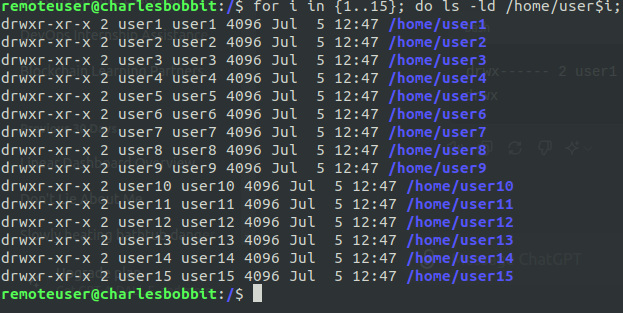 remoteuser@charlesbobbit:/$ for i in {1..15}; do ls -ld /home/user$i;
drwxr-xr-x 2 user1 user1 4096 Jul  5 12:47 /home/user1
drwxr-xr-x 2 user2 user2 4096 Jul  5 12:47 /home/user2
drwxr-xr-x 2 user3 user3 4096 Jul  5 12:47 /home/user3
drwxr-xr-x 2 user4 user4 4096 Jul  5 12:47 /home/user4
drwxr-xr-x 2 user5 user5 4096 Jul  5 12:47 /home/user5
drwxr-xr-x 2 user6 user6 4096 Jul  5 12:47 /home/user6
drwxr-xr-x 2 user7 user7 4096 Jul  5 12:47 /home/user7
drwxr-xr-x 2 user8 user8 4096 Jul  5 12:47 /home/user8
drwxr-xr-x 2 user9 user9 4096 Jul  5 12:47 /home/user9
drwxr-xr-x 2 user10 user10 4096 Jul  5 12:47 /home/user10
drwxr-xr-x 2 user11 user11 4096 Jul  5 12:47 /home/user11
drwxr-xr-x 2 user12 user12 4096 Jul  5 12:47 /home/user12
drwxr-xr-x 2 user13 user13 4096 Jul  5 12:47 /home/user13
drwxr-xr-x 2 user14 user14 4096 Jul  5 12:47 /home/user14
drwxr-xr-x 2 user15 user15 4096 Jul  5 12:47 /home/user15
remoteuser@charlesbobbit:/$
ChatGPT